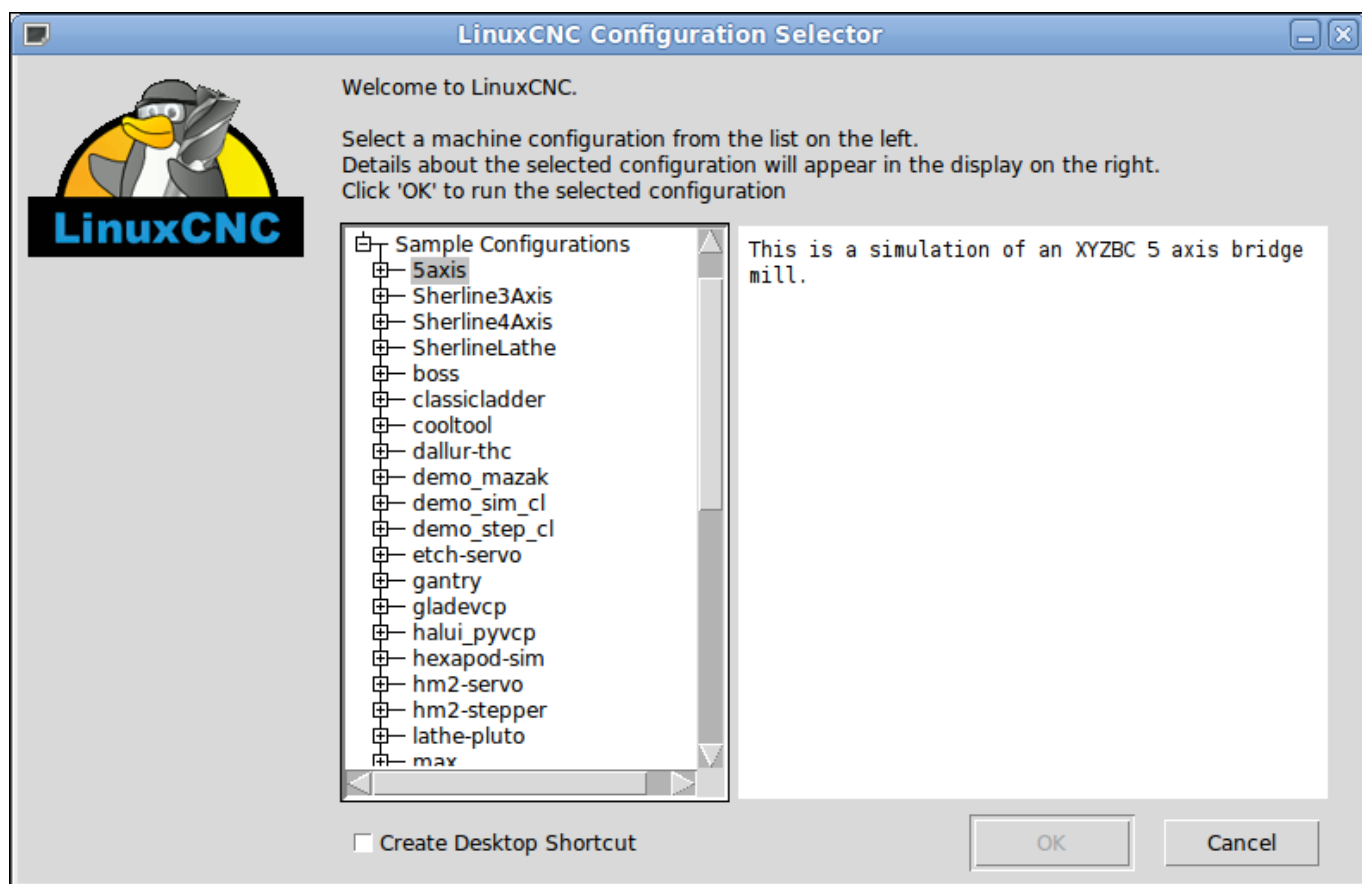 LinuxCNC Configuration Selector
LinuxCNC
Welcome to LinuxCNC.
Select a machine configuration from the list on the left.
Details about the selected configuration will appear in the display on the right.
Click 'OK' to run the selected configuration
Sample Configurations
5axis
Sherline3Axis
Sherline4Axis
SherlineLathe
boss
classicladder
cooltool
dallur-thc
demo_mazak
demo_sim_cl
demo_step_cl
etch-servo
gantry
gladevcp
halui_pyvcp
hexapod-sim
hm2-servo
hm2-stepper
lathe-pluto
max
This is a simulation of an XYZBC 5 axis bridge
mill.
Create Desktop Shortcut
OK
Cancel